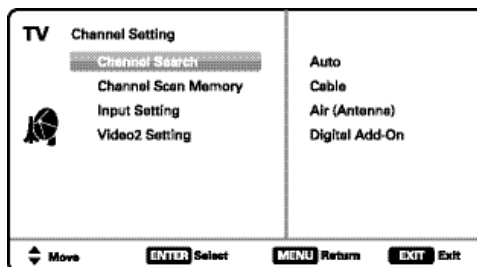 TV Channel Setting
Channel Search Auto
Channel Scan Memory Cable
Input Setting Air (Antenna)
Video2 Setting Digital Add-On
Move ENTER Select MENU Return EXIT Exit